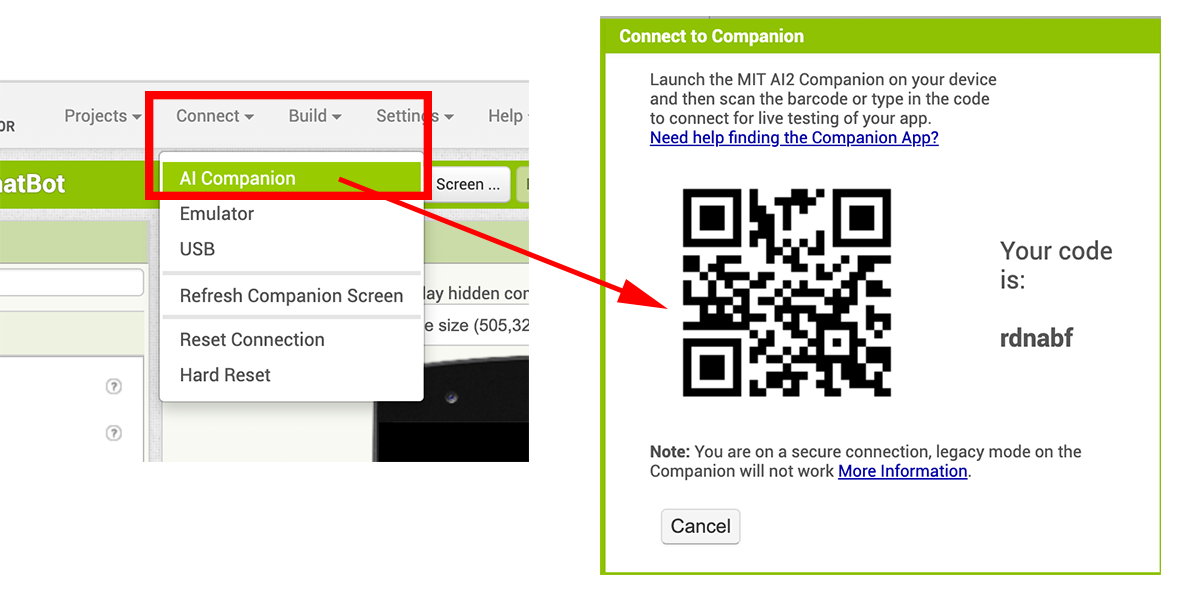 OR
Projects
Connect
Build
Settings
Help
atBot
Screen ...
AI Companion
Emulator
USB
Refresh Companion Screen
Reset Connection
Hard Reset
lay hidden con
e size (505,32
?
?
Connect to Companion
Launch the MIT AI2 Companion on your device
and then scan the barcode or type in the code
to connect for live testing of your app.
Need help finding the Companion App?
Your code
is:
rdnabf
Note: You are on a secure connection, legacy mode on the
Companion will not work More Information.
Cancel